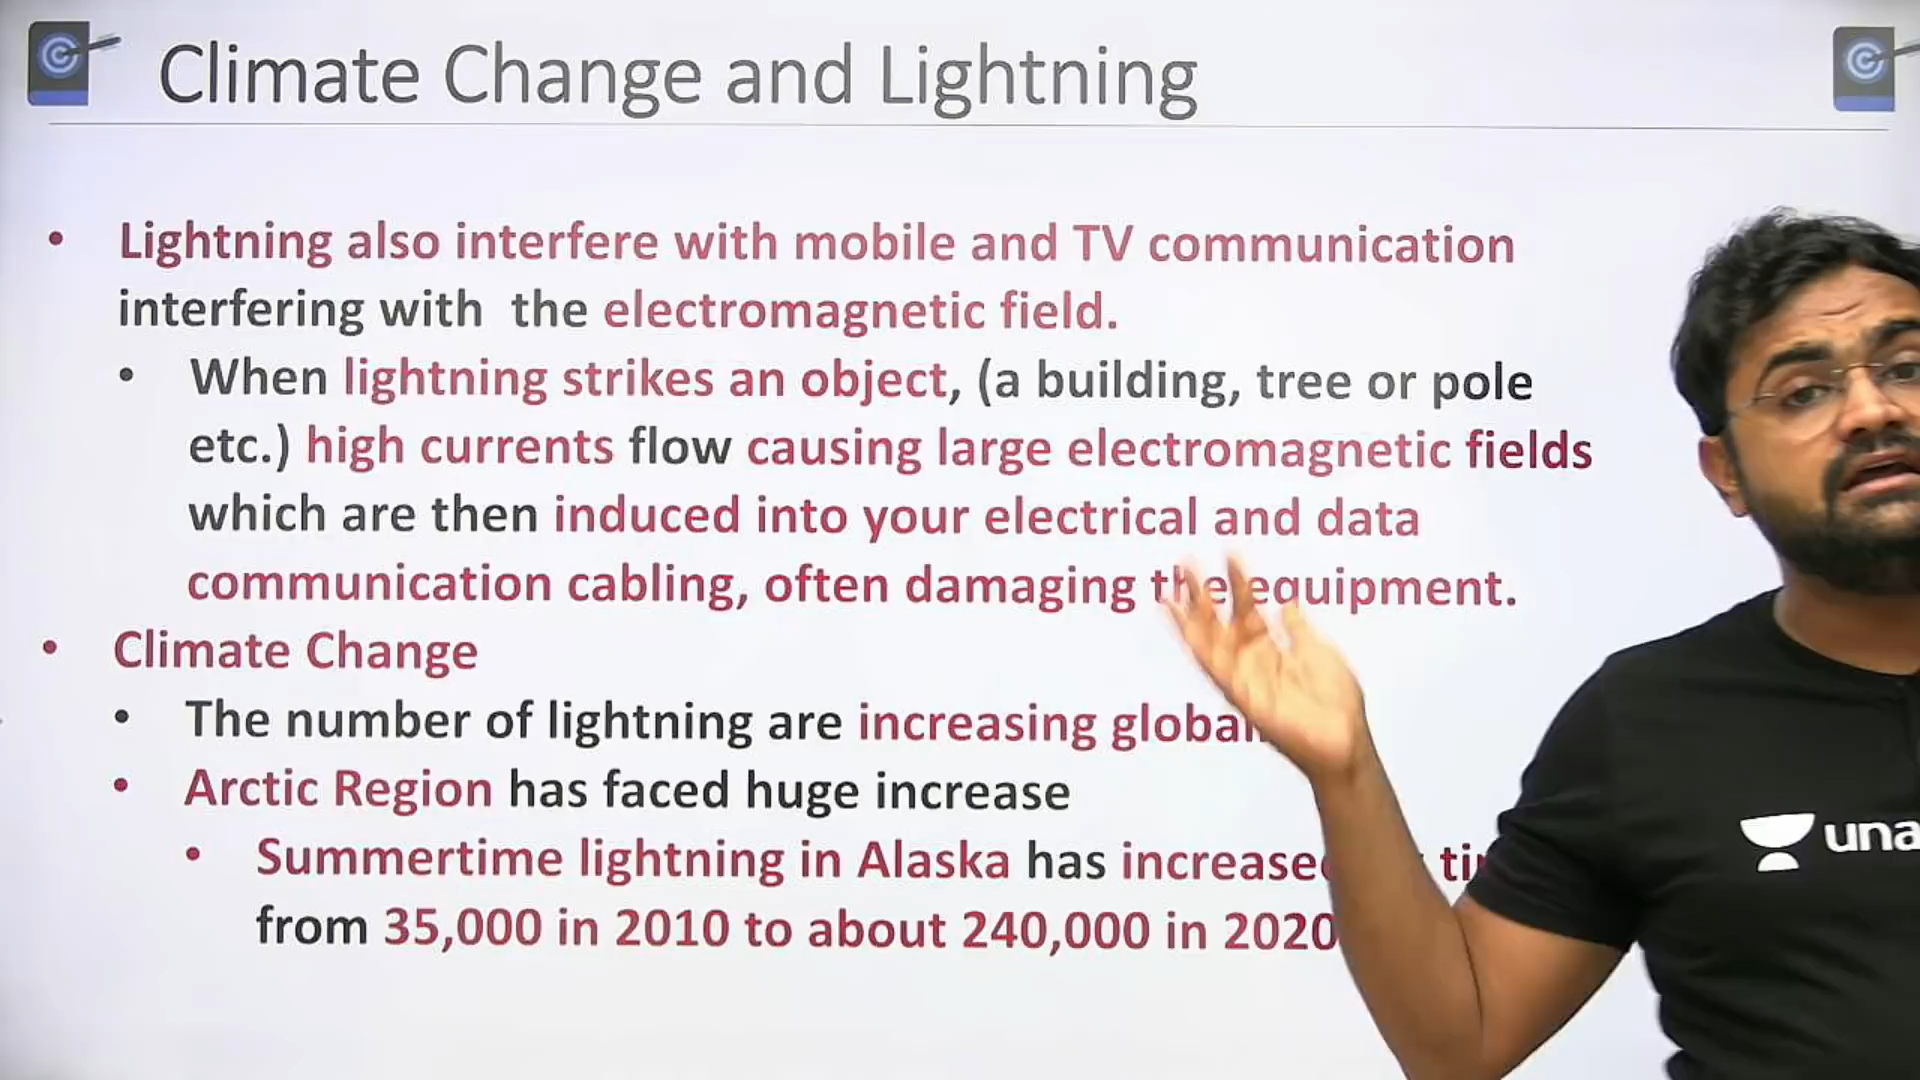 Climate Change and Lightning
• Lightning also interfere with mobile and TV communication
interfering with the electromagnetic field.
• When lightning strikes an object, (a building, tree or pole
etc.) high currents flow causing large electromagnetic fields
which are then induced into your electrical and data
communication cabling, often damaging the equipment.
• Climate Change
• The number of lightning are increasing
• Arctic Region has faced huge increase
• Summertime lightning in Alaska has
from 35,000 in 2010 to about 240,000 in 2020